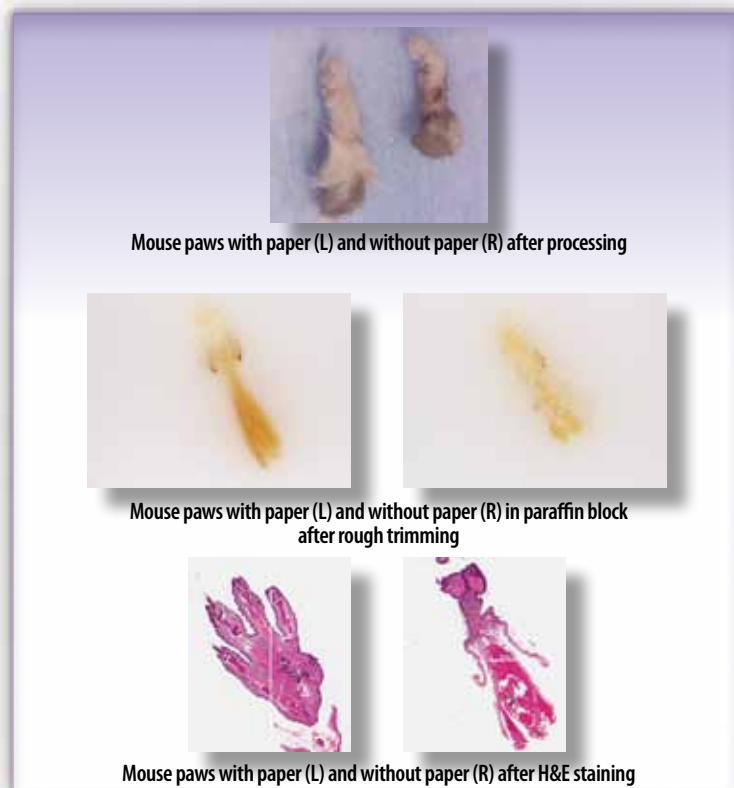 Mouse paws with paper (L) and without paper (R) after processing
Mouse paws with paper (L) and without paper (R) in paraffin block
after rough trimming
Mouse paws with paper (L) and without paper (R) after H&E staining